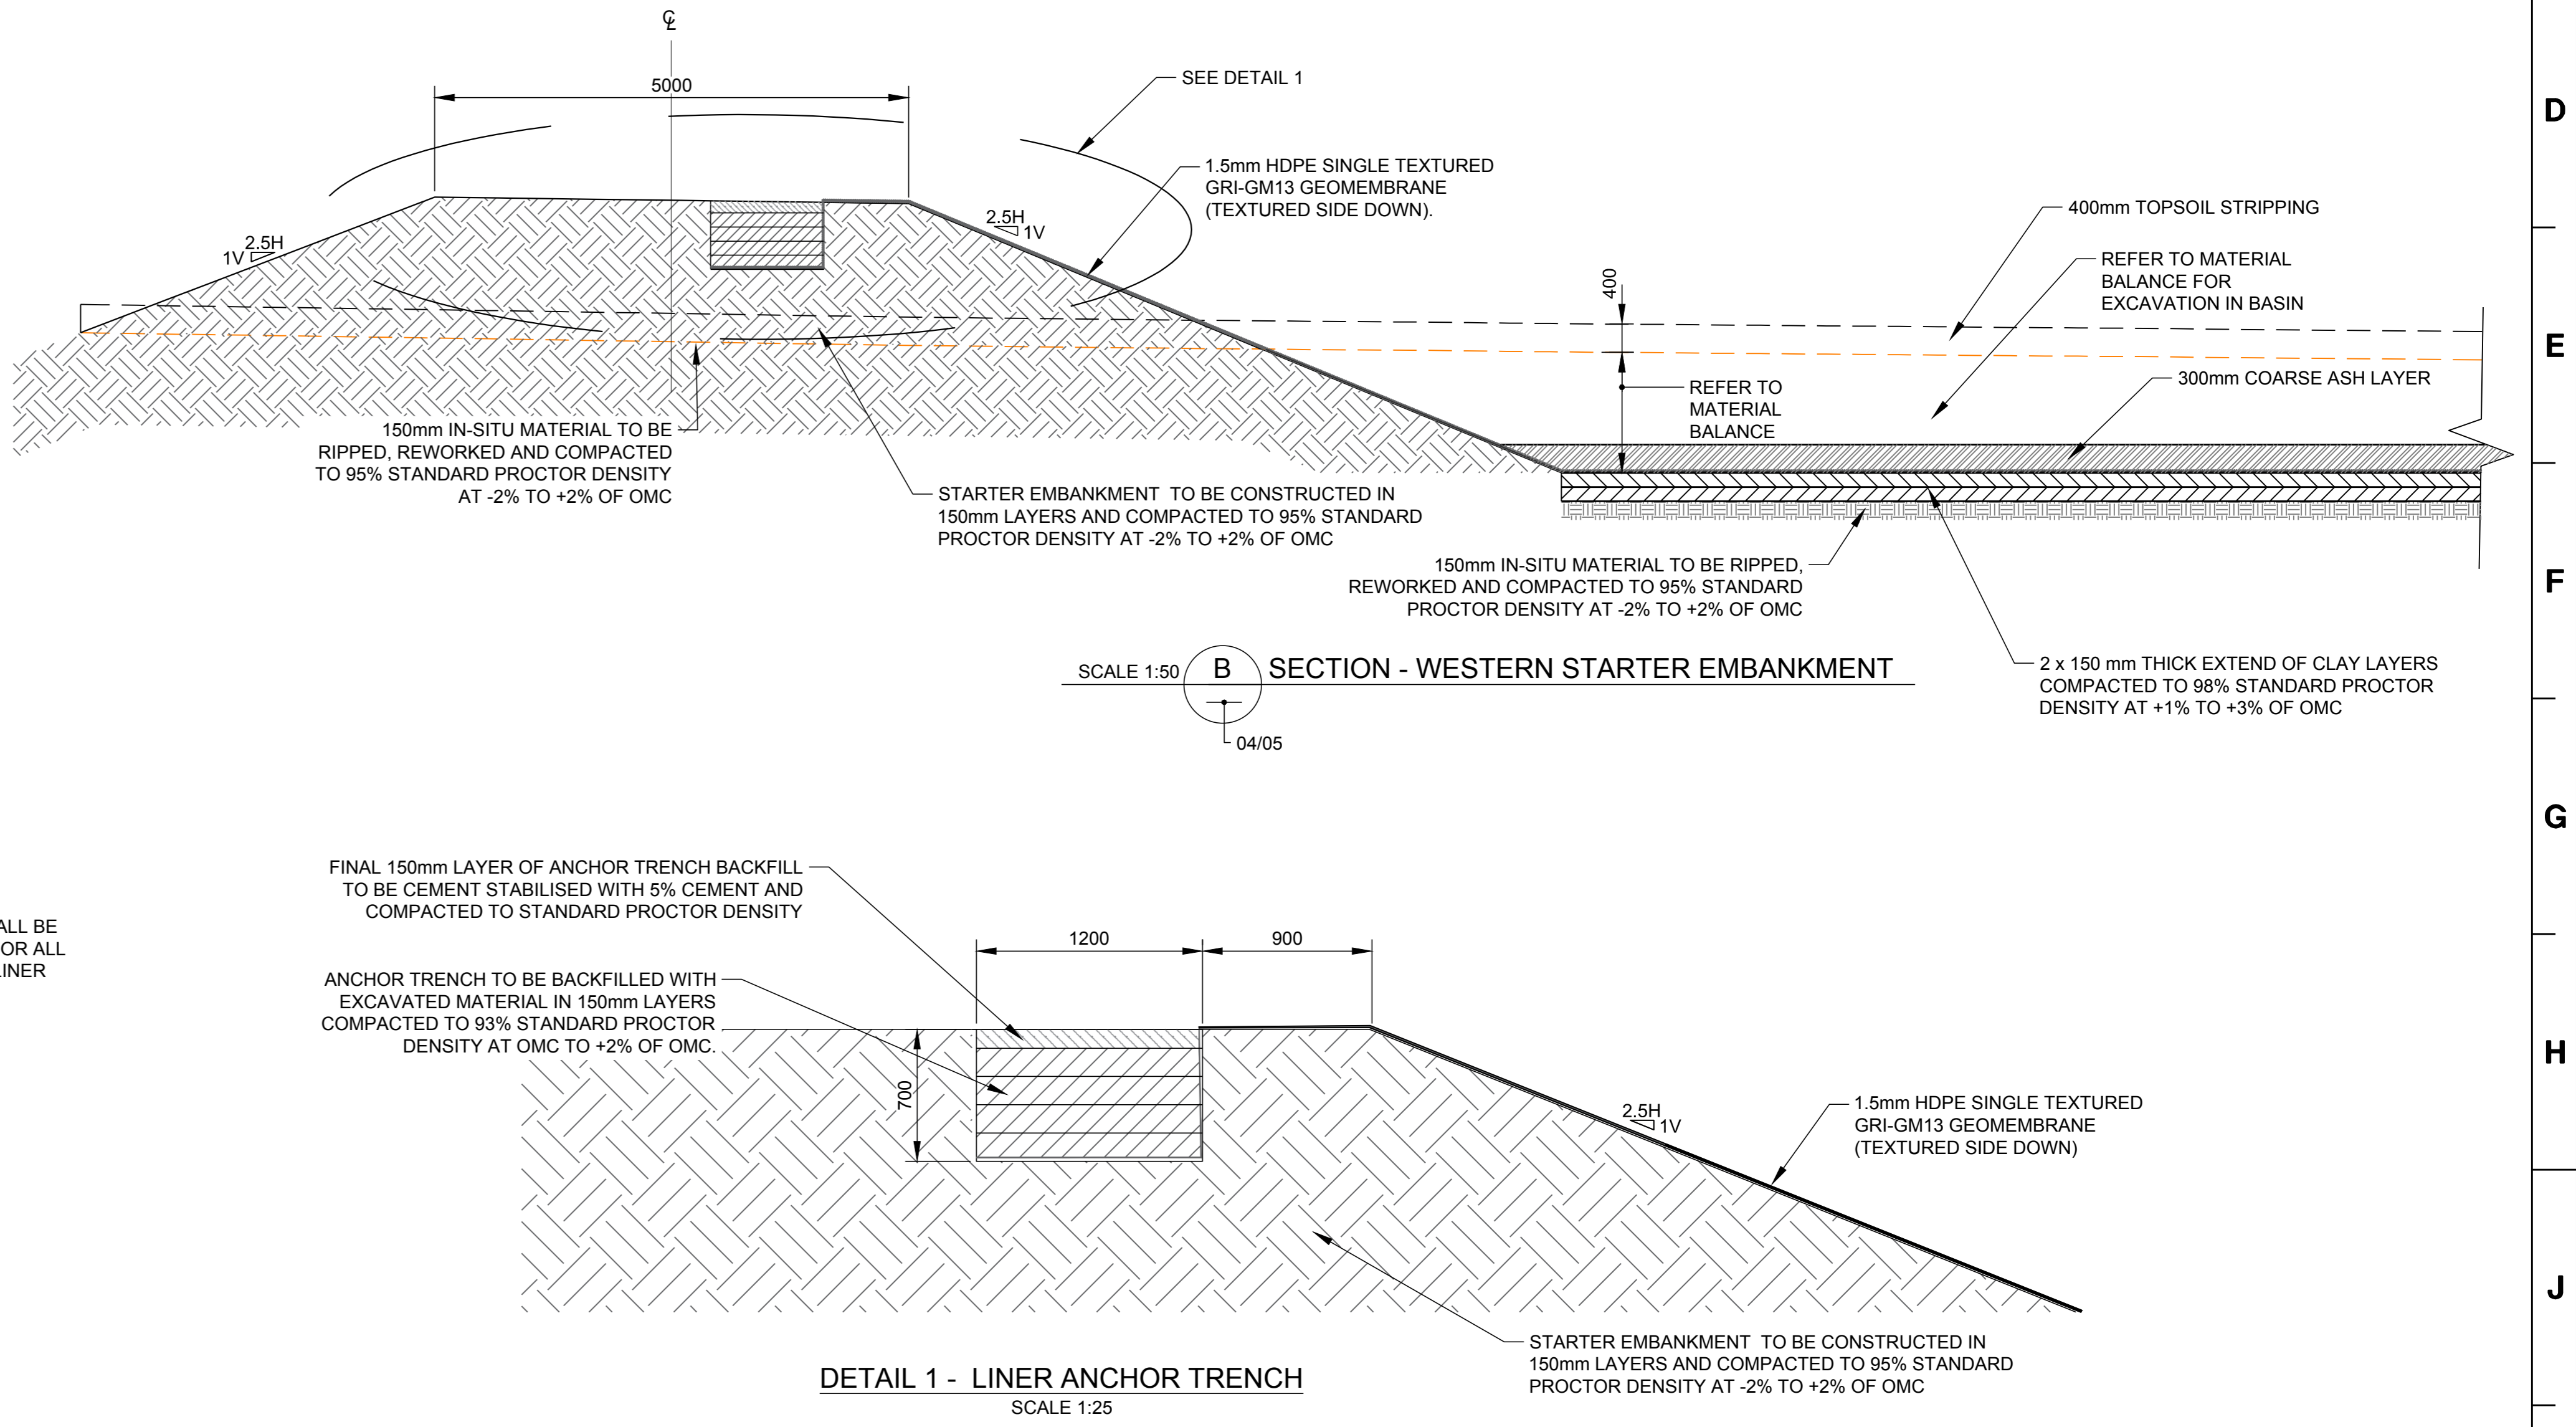 ℄
5000
SEE DETAIL 1
1.5mm HDPE SINGLE TEXTURED
GRI-GM13 GEOMEMBRANE
(TEXTURED SIDE DOWN).
2.5H
1V
2.5H
1V
400mm TOPSOIL STRIPPING
REFER TO MATERIAL
BALANCE FOR
EXCAVATION IN BASIN
400
REFER TO
MATERIAL
BALANCE
300mm COARSE ASH LAYER
150mm IN-SITU MATERIAL TO BE
RIPPED, REWORKED AND COMPACTED
TO 95% STANDARD PROCTOR DENSITY
AT -2% TO +2% OF OMC
STARTER EMBANKMENT TO BE CONSTRUCTED IN
150mm LAYERS AND COMPACTED TO 95% STANDARD
PROCTOR DENSITY AT -2% TO +2% OF OMC
150mm IN-SITU MATERIAL TO BE RIPPED,
REWORKED AND COMPACTED TO 95% STANDARD
PROCTOR DENSITY AT -2% TO +2% OF OMC
2 x 150 mm THICK EXTEND OF CLAY LAYERS
COMPACTED TO 98% STANDARD PROCTOR
DENSITY AT +1% TO +3% OF OMC
SCALE 1:50 B SECTION - WESTERN STARTER EMBANKMENT
04/05
ALL BE
OR ALL
LINER
FINAL 150mm LAYER OF ANCHOR TRENCH BACKFILL
TO BE CEMENT STABILISED WITH 5% CEMENT AND
COMPACTED TO STANDARD PROCTOR DENSITY
ANCHOR TRENCH TO BE BACKFILLED WITH
EXCAVATED MATERIAL IN 150mm LAYERS
COMPACTED TO 93% STANDARD PROCTOR
DENSITY AT OMC TO +2% OF OMC.
1200
900
700
2.5H
1V
1.5mm HDPE SINGLE TEXTURED
GRI-GM13 GEOMEMBRANE
(TEXTURED SIDE DOWN)
STARTER EMBANKMENT TO BE CONSTRUCTED IN
150mm LAYERS AND COMPACTED TO 95% STANDARD
PROCTOR DENSITY AT -2% TO +2% OF OMC
DETAIL 1 - LINER ANCHOR TRENCH
SCALE 1:25
D
E
F
G
H
J